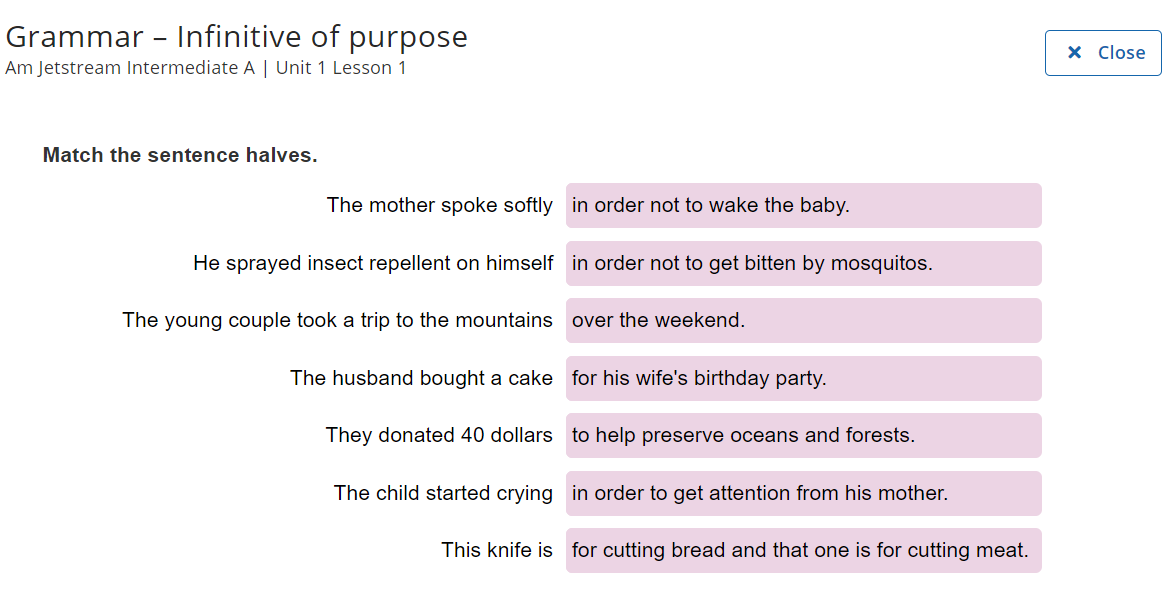 Grammar – Infinitive of purpose
Am Jetstream Intermediate A | Unit 1 Lesson 1
× Close
Match the sentence halves.
The mother spoke softly in order not to wake the baby.
He sprayed insect repellent on himself in order not to get bitten by mosquitos.
The young couple took a trip to the mountains over the weekend.
The husband bought a cake for his wife's birthday party.
They donated 40 dollars to help preserve oceans and forests.
The child started crying in order to get attention from his mother.
This knife is for cutting bread and that one is for cutting meat.